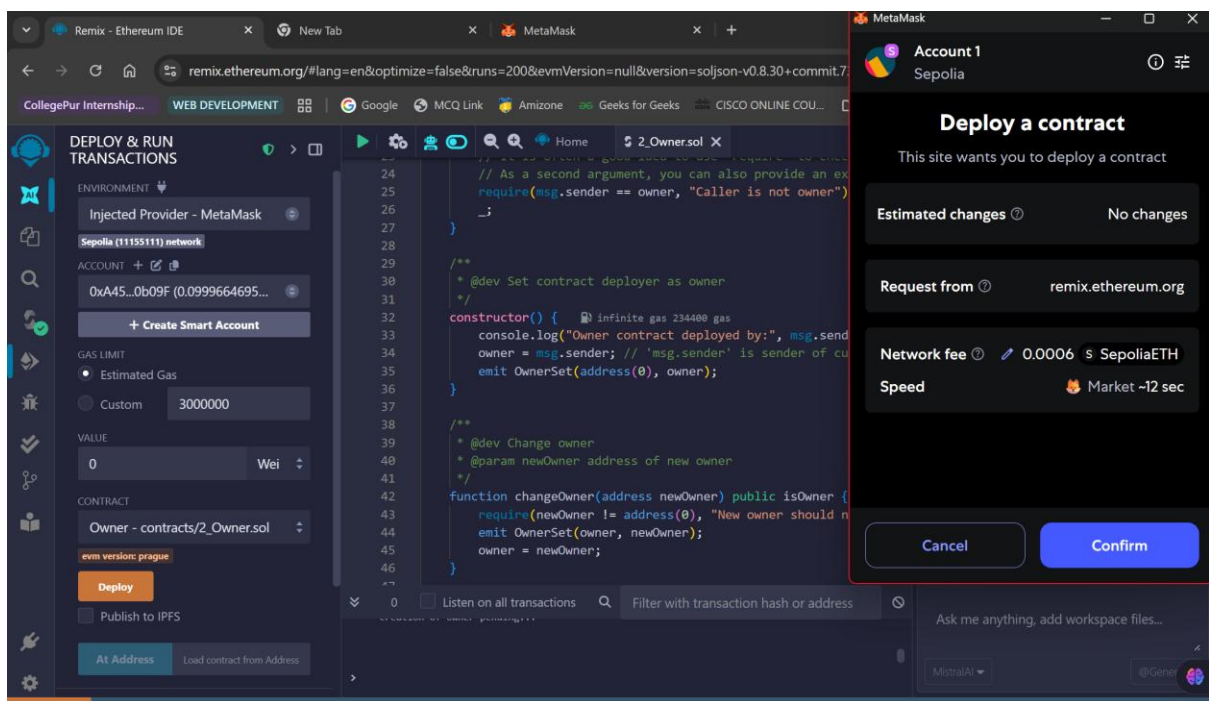 Remix - Ethereum IDE
New Tab
MetaMask
remix.ethereum.org/#lang=en&optimize=false&runs=200&evmVersion=null&version=soljson-v0.8.30+commit.7
CollegePur Internship...
WEB DEVELOPMENT
Google
MCQ Link
Amizone
Geeks for Geeks
CISCO ONLINE COU...
DEPLOY & RUN
TRANSACTIONS
ENVIRONMENT
Injected Provider - MetaMask
Sepolia (11155111) network
ACCOUNT
0xA45...0b09F (0.0999664695...
+ Create Smart Account
GAS LIMIT
Estimated Gas
Custom 3000000
VALUE
0 Wei
CONTRACT
Owner - contracts/2_Owner.sol
evm version: prague
Deploy
Publish to IPFS
At Address Load contract from Address
Home
2_Owner.sol
24 // As a second argument, you can also provide an ex
25 require(msg.sender == owner, "Caller is not owner")
26 _;
27 }
28
29 /**
30 * @dev Set contract deployer as owner
31 */
32 constructor() { infinite gas 234400 gas
33 console.log("Owner contract deployed by:", msg.send
34 owner = msg.sender; // 'msg.sender' is sender of cu
35 emit OwnerSet(address(0), owner);
36 }
37
38 /**
39 * @dev Change owner
40 * @param newOwner address of new owner
41 */
42 function changeOwner(address newOwner) public isOwner {
43 require(newOwner != address(0), "New owner should n
44 emit OwnerSet(owner, newOwner);
45 owner = newOwner;
46 }
0 Listen on all transactions
Filter with transaction hash or address
>
MetaMask
S
Account 1
Sepolia
Deploy a contract
This site wants you to deploy a contract
Estimated changes No changes
Request from remix.ethereum.org
Network fee 0.0006 S SepoliaETH
Speed Market ~12 sec
Cancel
Confirm
Ask me anything, add workspace files...
MistralAI
@Gene